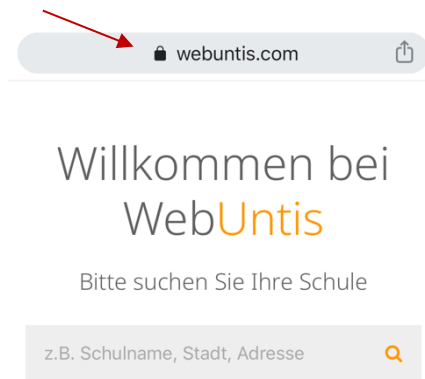 webuntis.com
Willkommen bei
WebUntis
Bitte suchen Sie Ihre Schule
z.B. Schulname, Stadt, Adresse